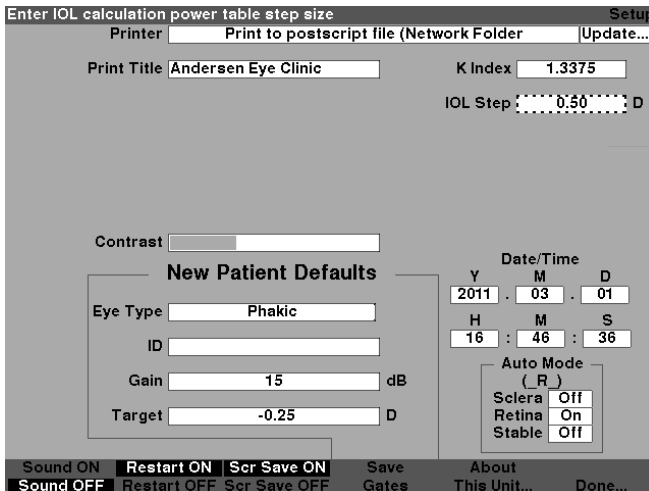 Enter IOL calculation power table step size Setup
Printer Print to postscript file (Network Folder Update...
Print Title Andersen Eye Clinic K Index 1.3375
IOL Step 0.50 D
Contrast
Date/Time
New Patient Defaults Y M D
2011 . 03 . 01
Eye Type Phakic H M S
16 : 46 : 36
ID
Auto Mode
(_R_)
Gain 15 dB Sclera Off
Retina On
Target -0.25 D Stable Off
Sound ON Restart ON Scr Save ON Save About
Sound OFF Restart OFF Scr Save OFF Gates This Unit... Done...